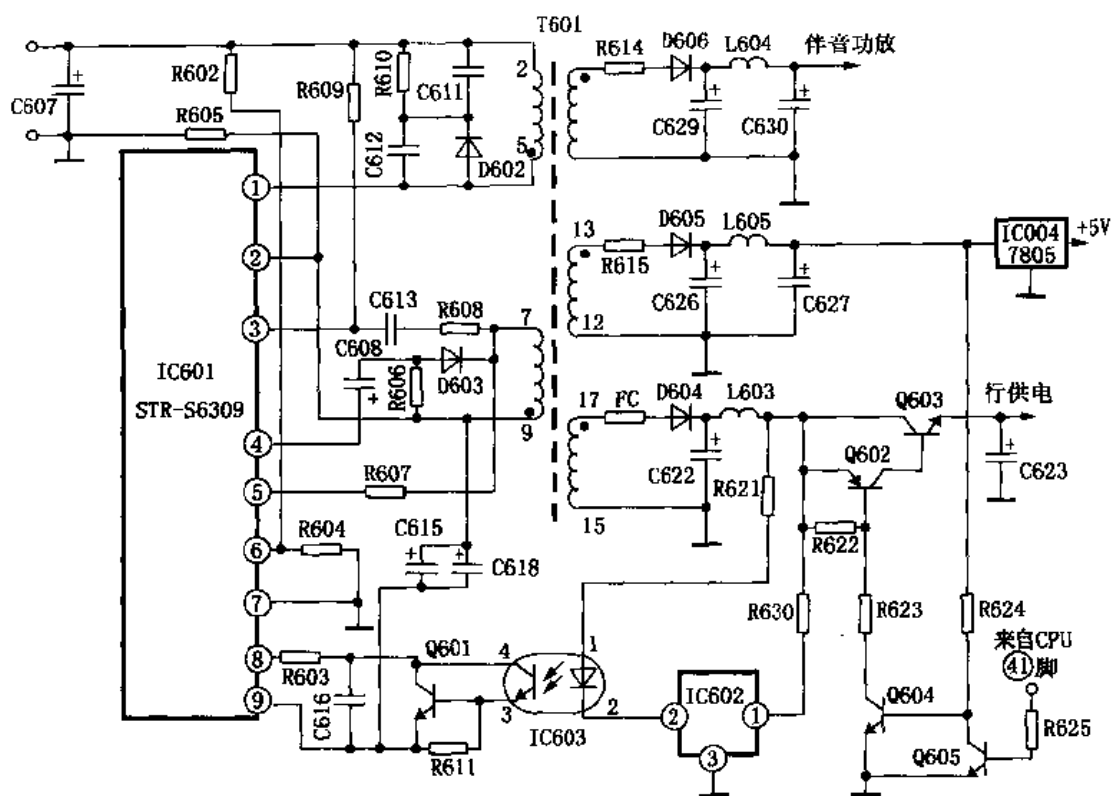 T601
R614
D606
L604
伴音功放
R602
R610
C611
2
C607
R609
C629
C630
R605
C612
5
D602
①
13
D605
L605
IC004
7805
+5V
R615
②
C626
C627
C613
R608
7
12
③
C608
IC601
STR-S6309
R606
D603
17
FC
D604
L603
Q603
行供电
9
④
Q602
C622
R621
C623
R607
⑤
15
R622
R604
C615
C618
⑥
R630
R623
R624
⑦
来自CPU
㊶脚
Q601
4
1
⑧
R603
IC602
Q604
②
①
R625
⑨
C616
3
2
IC603
R611
③
Q605